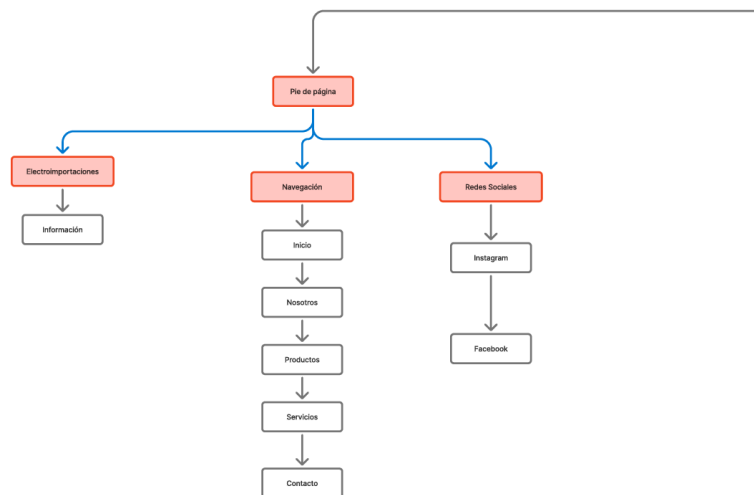 Pie de página
Electroimportaciones
Navegación
Redes Sociales
Información
Inicio
Instagram
Nosotros
Facebook
Productos
Servicios
Contacto